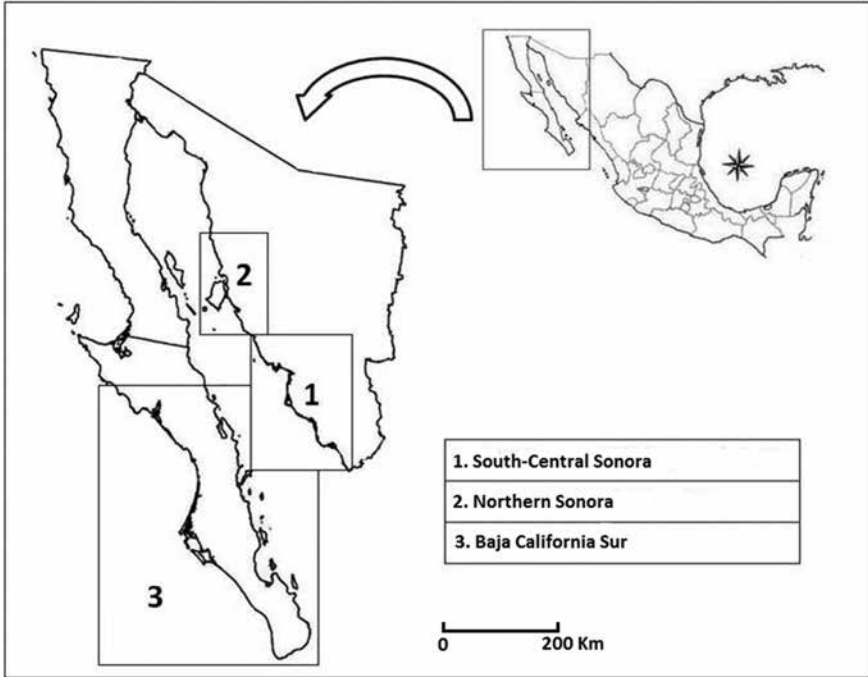 2
1
3
1. South-Central Sonora
2. Northern Sonora
3. Baja California Sur
0 200 Km